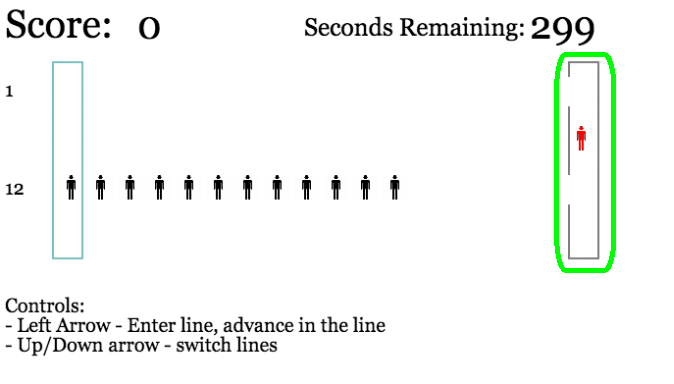 Score: 0
Seconds Remaining: 299
1
12
Controls:
- Left Arrow - Enter line, advance in the line
- Up/Down arrow - switch lines